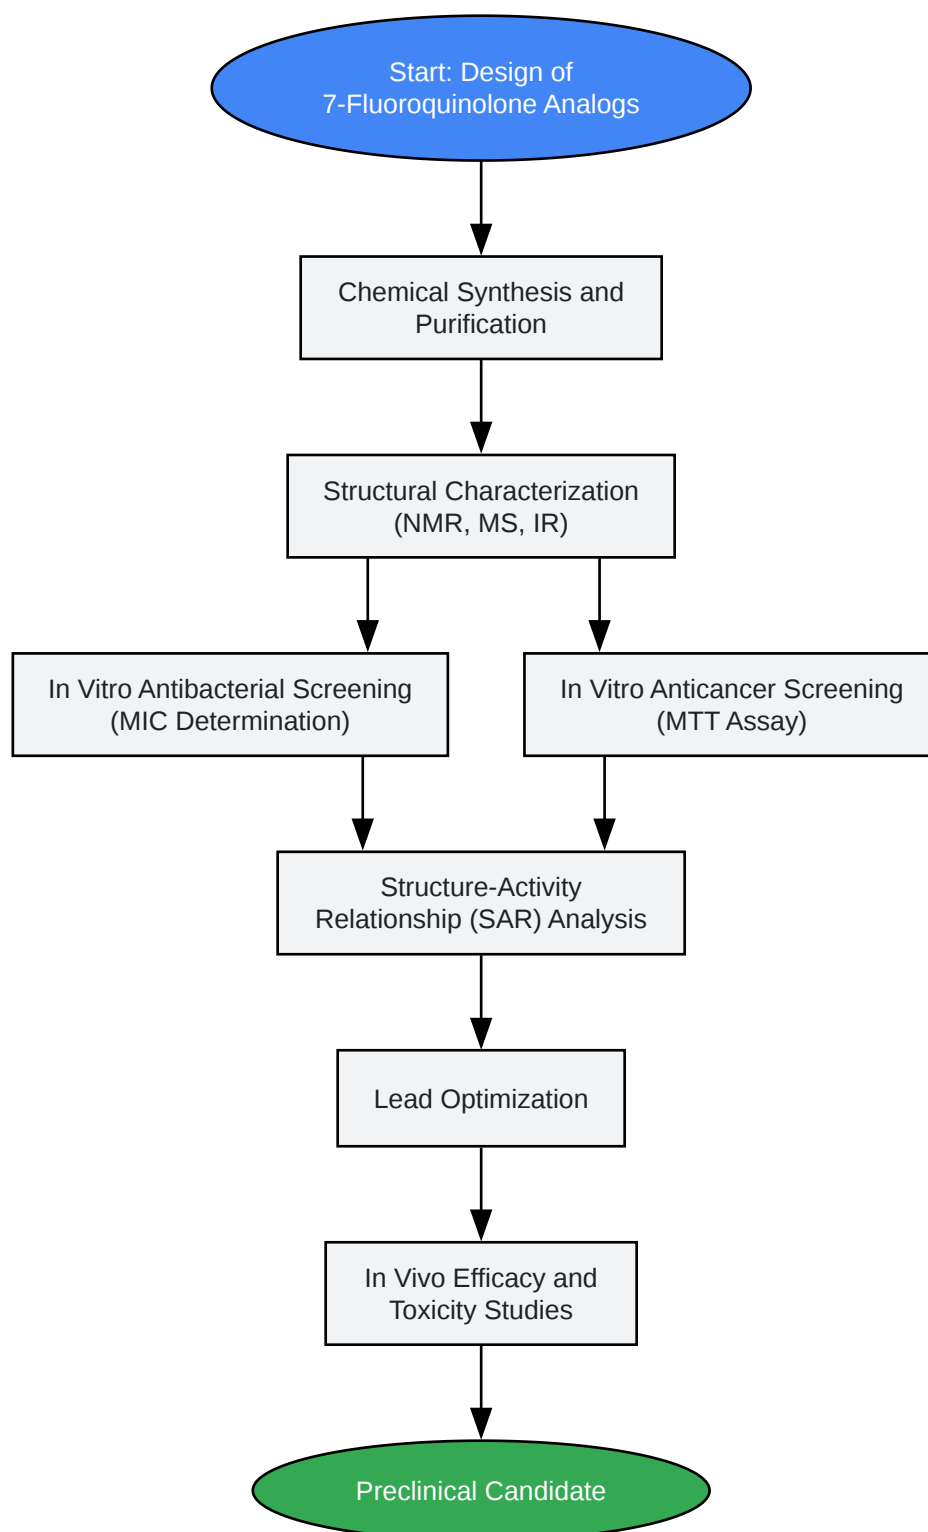 Start: Design of
7-Fluoroquinolone Analogs
Chemical Synthesis and
Purification
Structural Characterization
(NMR, MS, IR)
In Vitro Antibacterial Screening
(MIC Determination)
In Vitro Anticancer Screening
(MTT Assay)
Structure-Activity
Relationship (SAR) Analysis
Lead Optimization
In Vivo Efficacy and
Toxicity Studies
Preclinical Candidate